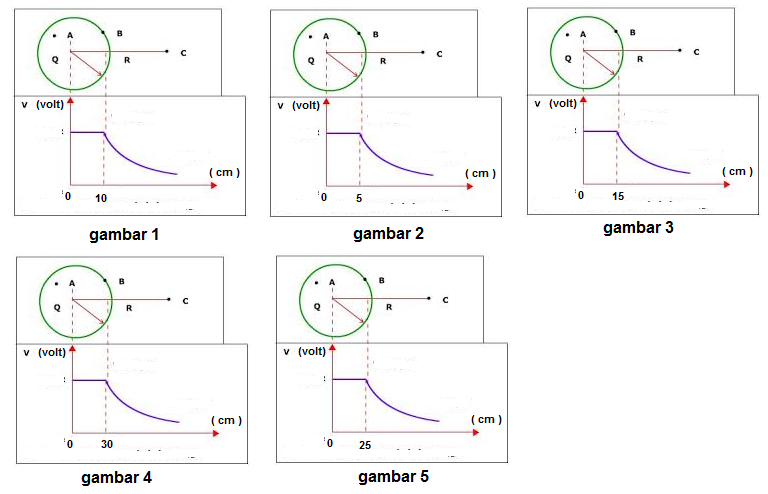 A
B
Q
R
C
v (volt)
( cm )
0 10
gambar 1
A
B
Q
R
C
v (volt)
( cm )
0 5
gambar 2
A
B
Q
R
C
v (volt)
( cm )
0 15
gambar 3
A
B
Q
R
C
v (volt)
( cm )
0 30
gambar 4
A
B
Q
R
C
v (volt)
( cm )
0 25
gambar 5